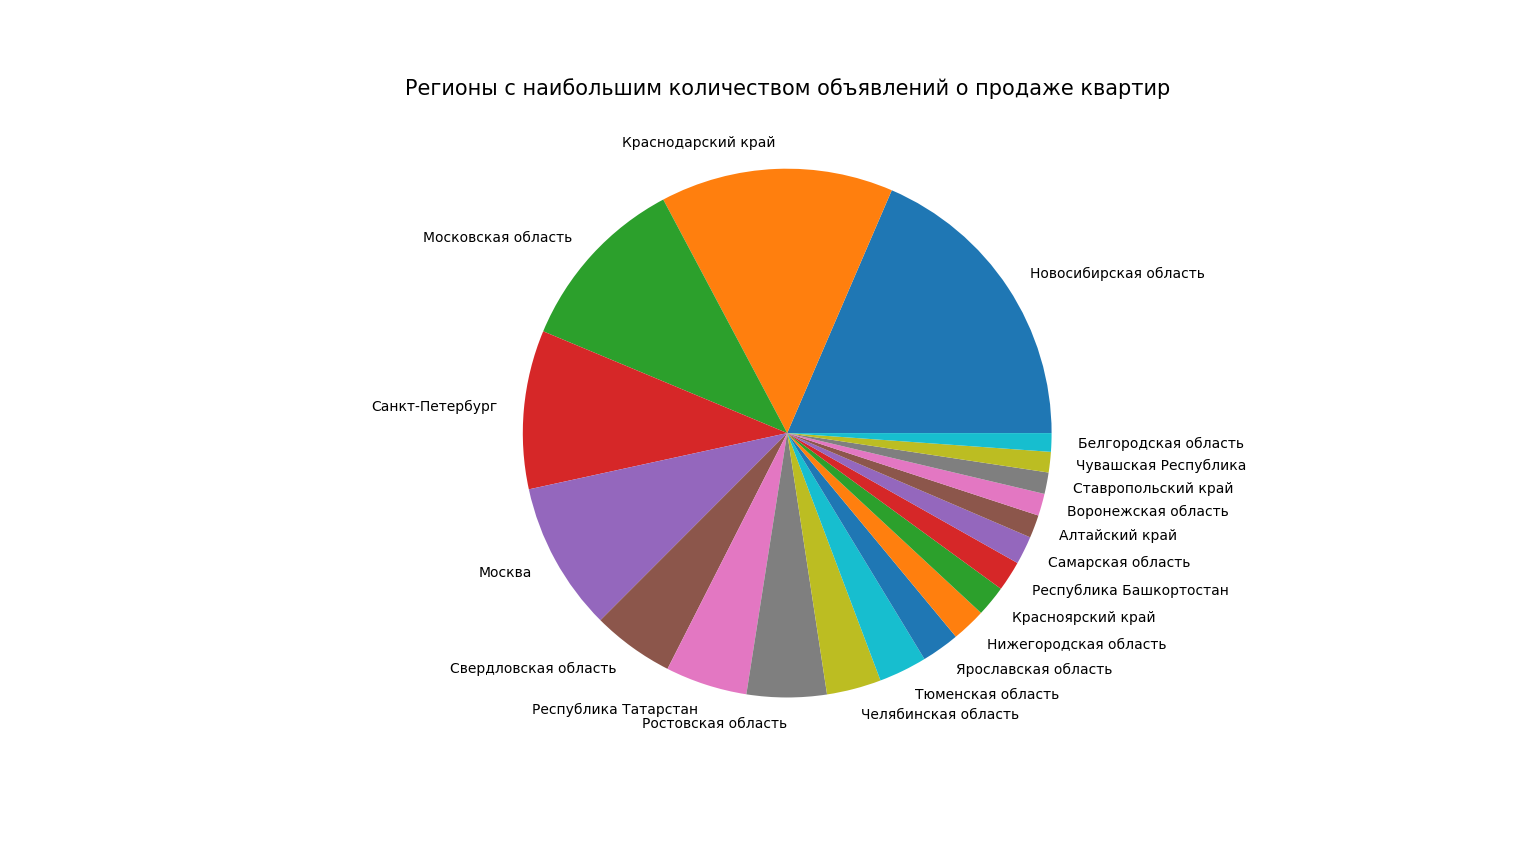 Регионы с наибольшим количеством объявлений о продаже квартир
Краснодарский край
Московская область
Новосибирская область
Санкт-Петербург
Белгородская область
Чувашская Республика
Ставропольский край
Воронежская область
Алтайский край
Самарская область
Москва
Республика Башкортостан
Красноярский край
Нижегородская область
Свердловская область
Ярославская область
Тюменская область
Республика Татарстан
Челябинская область
Ростовская область